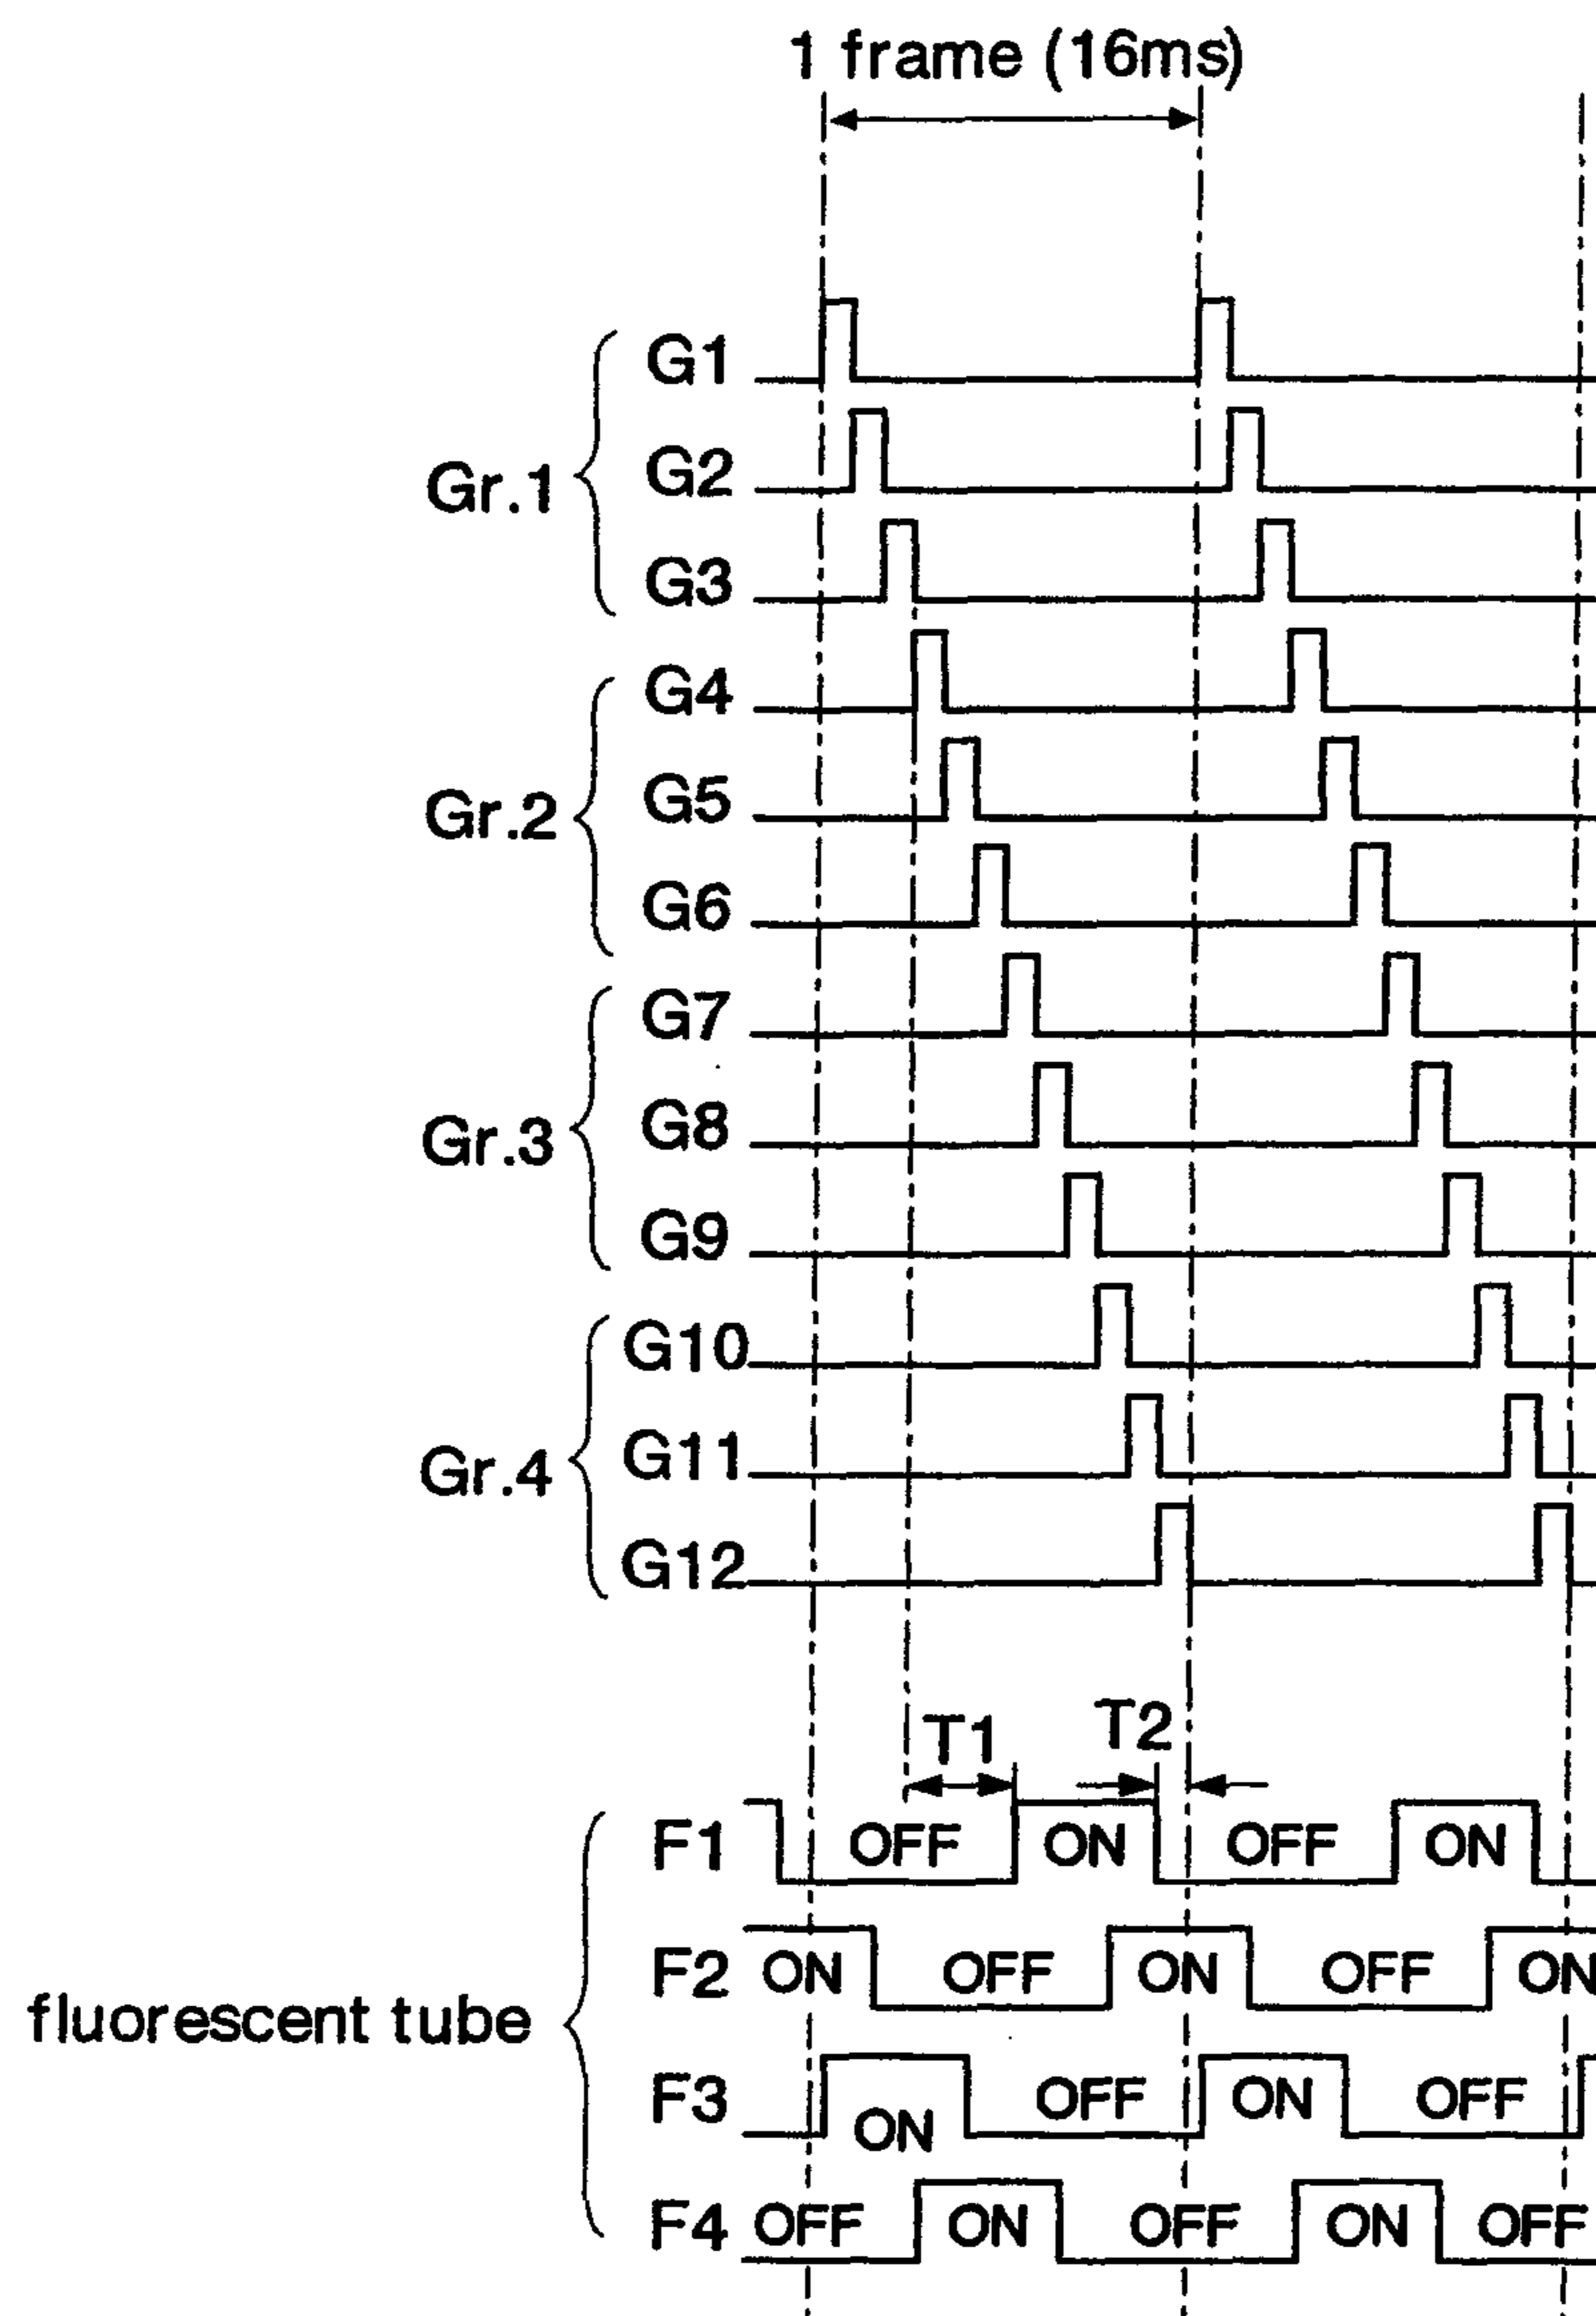 1 frame (16ms)
G1
G2
Gr.1
G3
G4
G5
Gr.2
G6
G7
G8
Gr.3
G9
G10
G11
Gr.4
G12
T1 T2
F1 OFF ON OFF ON
F2 ON OFF ON OFF ON
fluorescent tube
F3 ON OFF ON OFF
F4 OFF ON OFF ON OFF